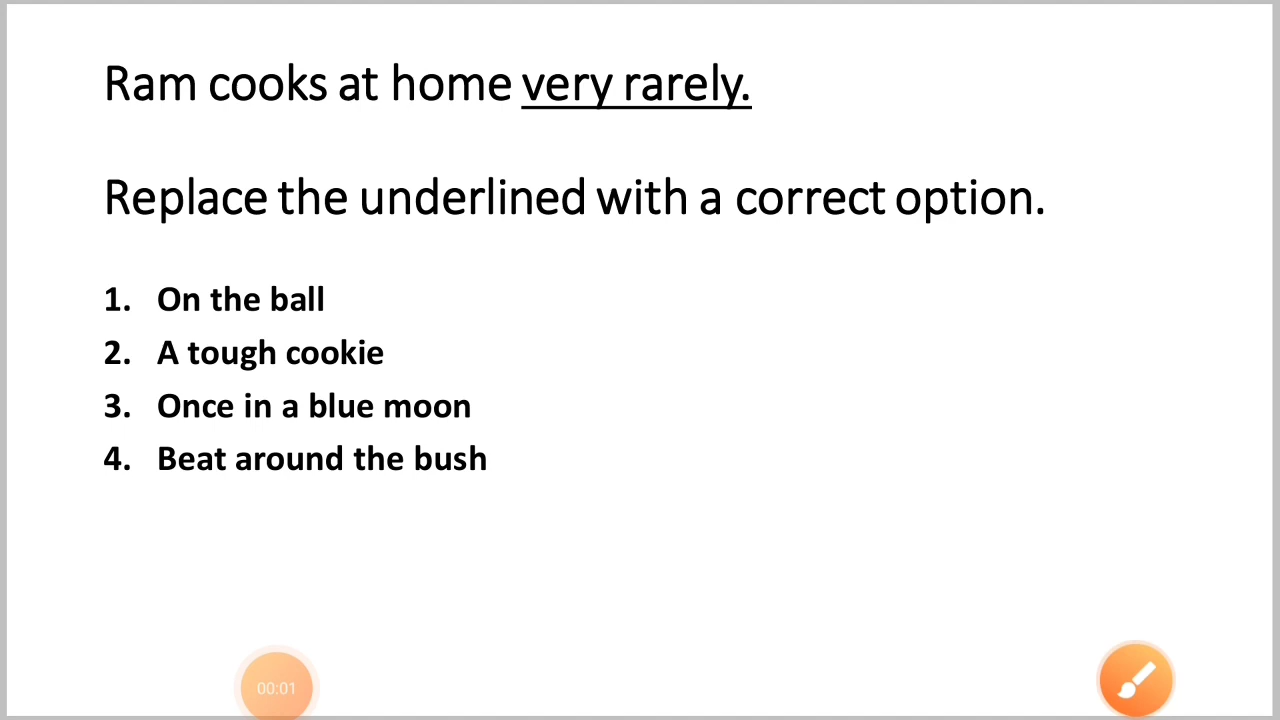 Ram cooks at home very rarely.
Replace the underlined with a correct option.
1. On the ball
2. A tough cookie
3. Once in a blue moon
4. Beat around the bush
00:01